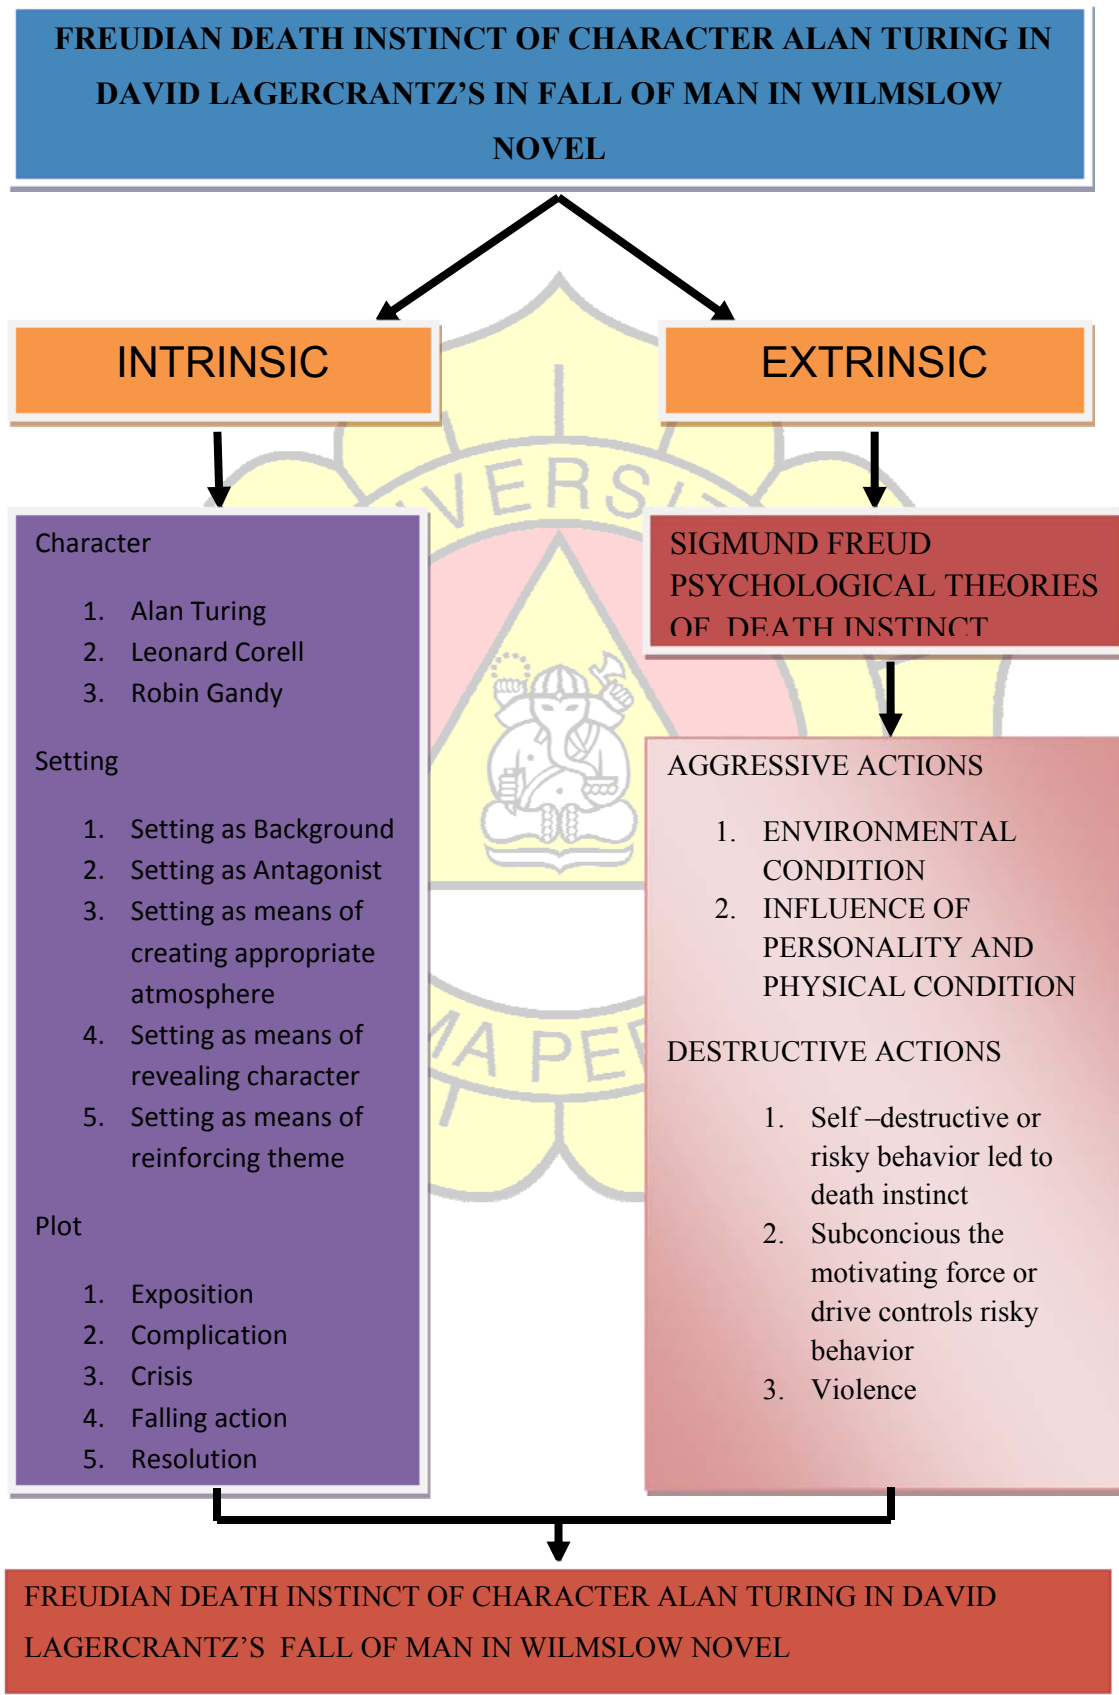 FREUDIAN DEATH INSTINCT OF CHARACTER ALAN TURING IN
DAVID LAGERCRANTZ’S IN FALL OF MAN IN WILMSLOW
NOVEL
INTRINSIC
EXTRINSIC
Character
1. Alan Turing
2. Leonard Corell
3. Robin Gandy
Setting
1. Setting as Background
2. Setting as Antagonist
3. Setting as means of
creating appropriate
atmosphere
4. Setting as means of
revealing character
5. Setting as means of
reinforcing theme
Plot
1. Exposition
2. Complication
3. Crisis
4. Falling action
5. Resolution
SIGMUND FREUD
PSYCHOLOGICAL THEORIES
OF DEATH INSTINCT
AGGRESSIVE ACTIONS
1. ENVIRONMENTAL
CONDITION
2. INFLUENCE OF
PERSONALITY AND
PHYSICAL CONDITION
DESTRUCTIVE ACTIONS
1. Self –destructive or
risky behavior led to
death instinct
2. Subconcious the
motivating force or
drive controls risky
behavior
3. Violence
FREUDIAN DEATH INSTINCT OF CHARACTER ALAN TURING IN DAVID
LAGERCRANTZ’S FALL OF MAN IN WILMSLOW NOVEL